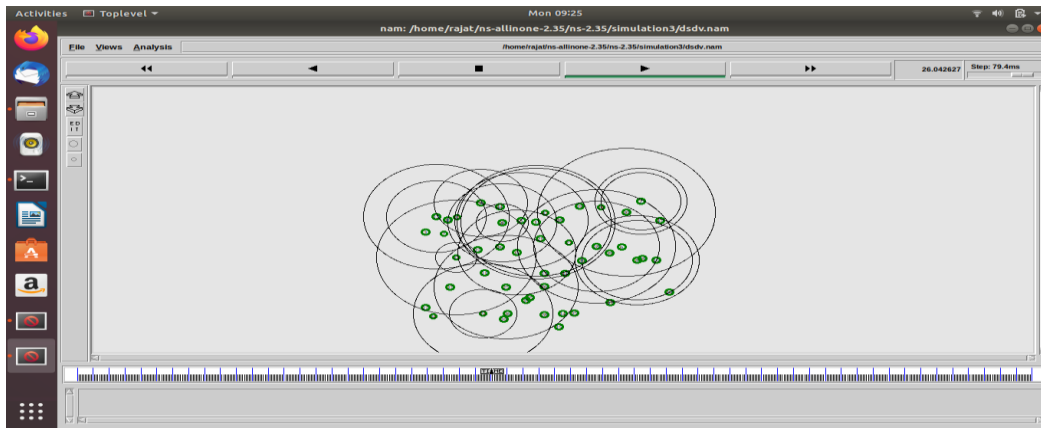 Activities Toplevel Mon 09:25
nam: /home/rajat/ns-allinone-2.35/ns-2.35/simulation3/dsdv.nam
File Views Analysis /home/rajat/ns-allinone-2.35/ns-2.35/simulation3/dsdv.nam
26.042627 Step: 79.4ms
E D
I T
>_
A
a